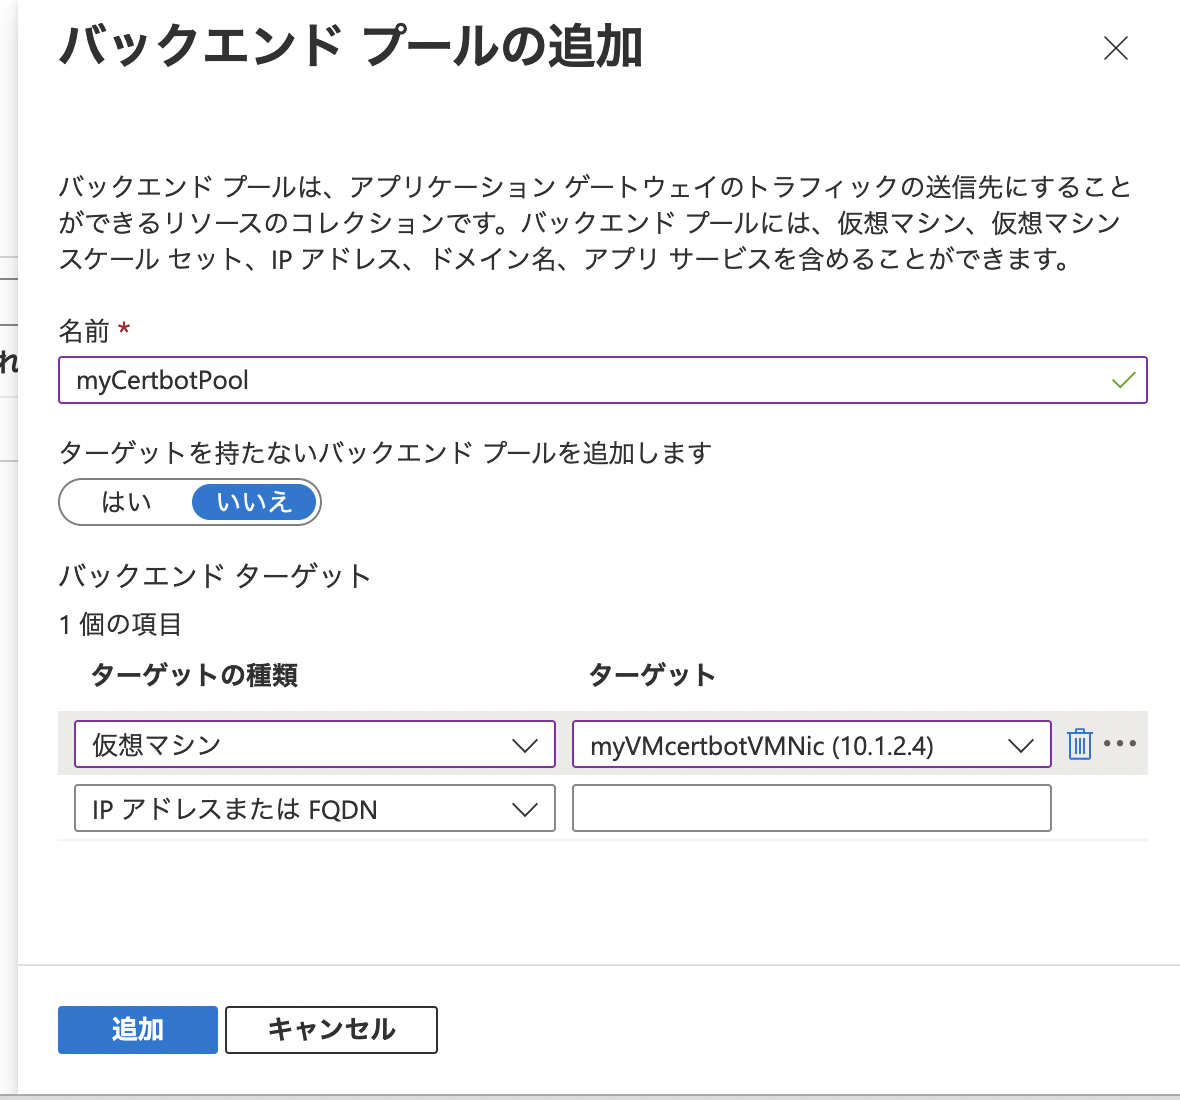 バックエンド プールの追加
バックエンド プールは、アプリケーション ゲートウェイのトラフィックの送信先にすること
ができるリソースのコレクションです。バックエンド プールには、仮想マシン、仮想マシン
スケール セット、IP アドレス、ドメイン名、アプリ サービスを含めることができます。
名前 *
れ
myCertbotPool
ターゲットを持たないバックエンド プールを追加します
はい いいえ
バックエンド ターゲット
1 個の項目
ターゲットの種類 ターゲット
仮想マシン myVMcertbotVMNic (10.1.2.4)
IP アドレスまたは FQDN
追加 キャンセル